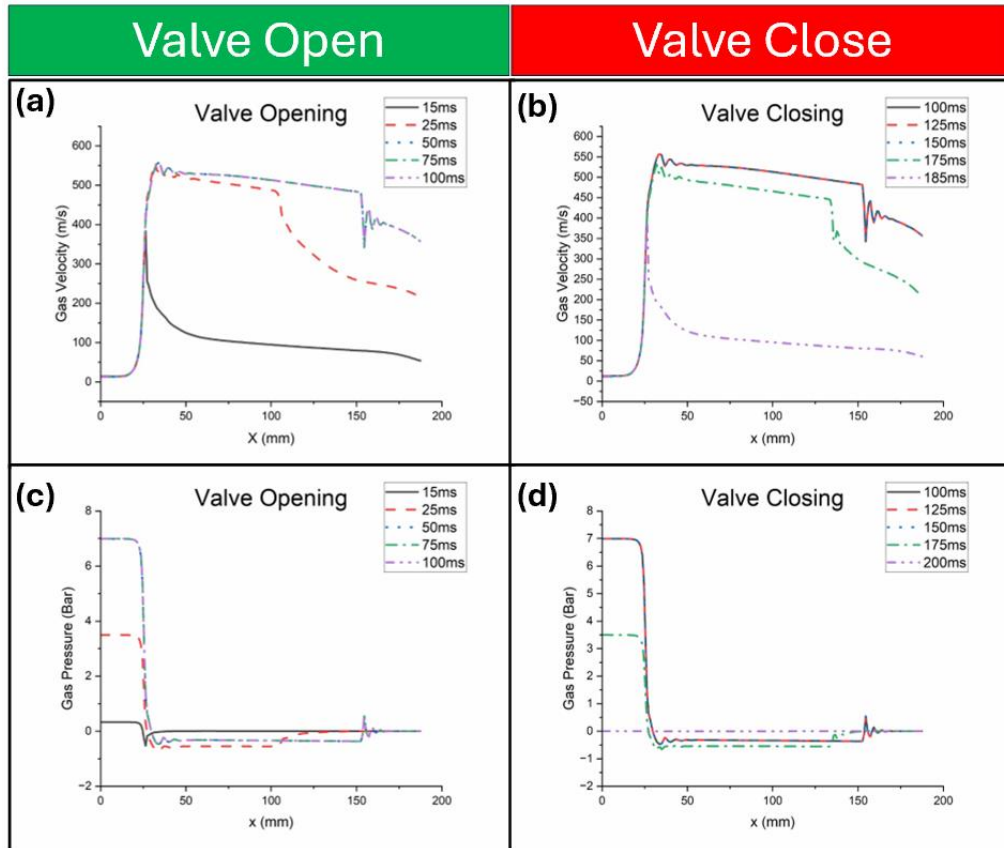 Valve Open
Valve Close
(a)
Valve Opening
15ms
25ms
50ms
75ms
100ms
600
500
400
300
200
100
0
Gas Velocity (m/s)
0 50 100 150 200
X (mm)
(b)
Valve Closing
100ms
125ms
150ms
175ms
185ms
600
550
500
450
400
350
300
250
200
150
100
50
0
−50
Gas Velocity (m/s)
0 50 100 150 200
x (mm)
(c)
Valve Opening
15ms
25ms
50ms
75ms
100ms
8
7
6
4
3
2
1
0
−2
Gas Pressure (Bar)
0 50 100 150 200
x (mm)
(d)
Valve Closing
100ms
125ms
150ms
175ms
200ms
8
7
6
5
4
3
2
1
0
−1
−2
Gas Pressure (Bar)
0 50 100 150 200
x (mm)